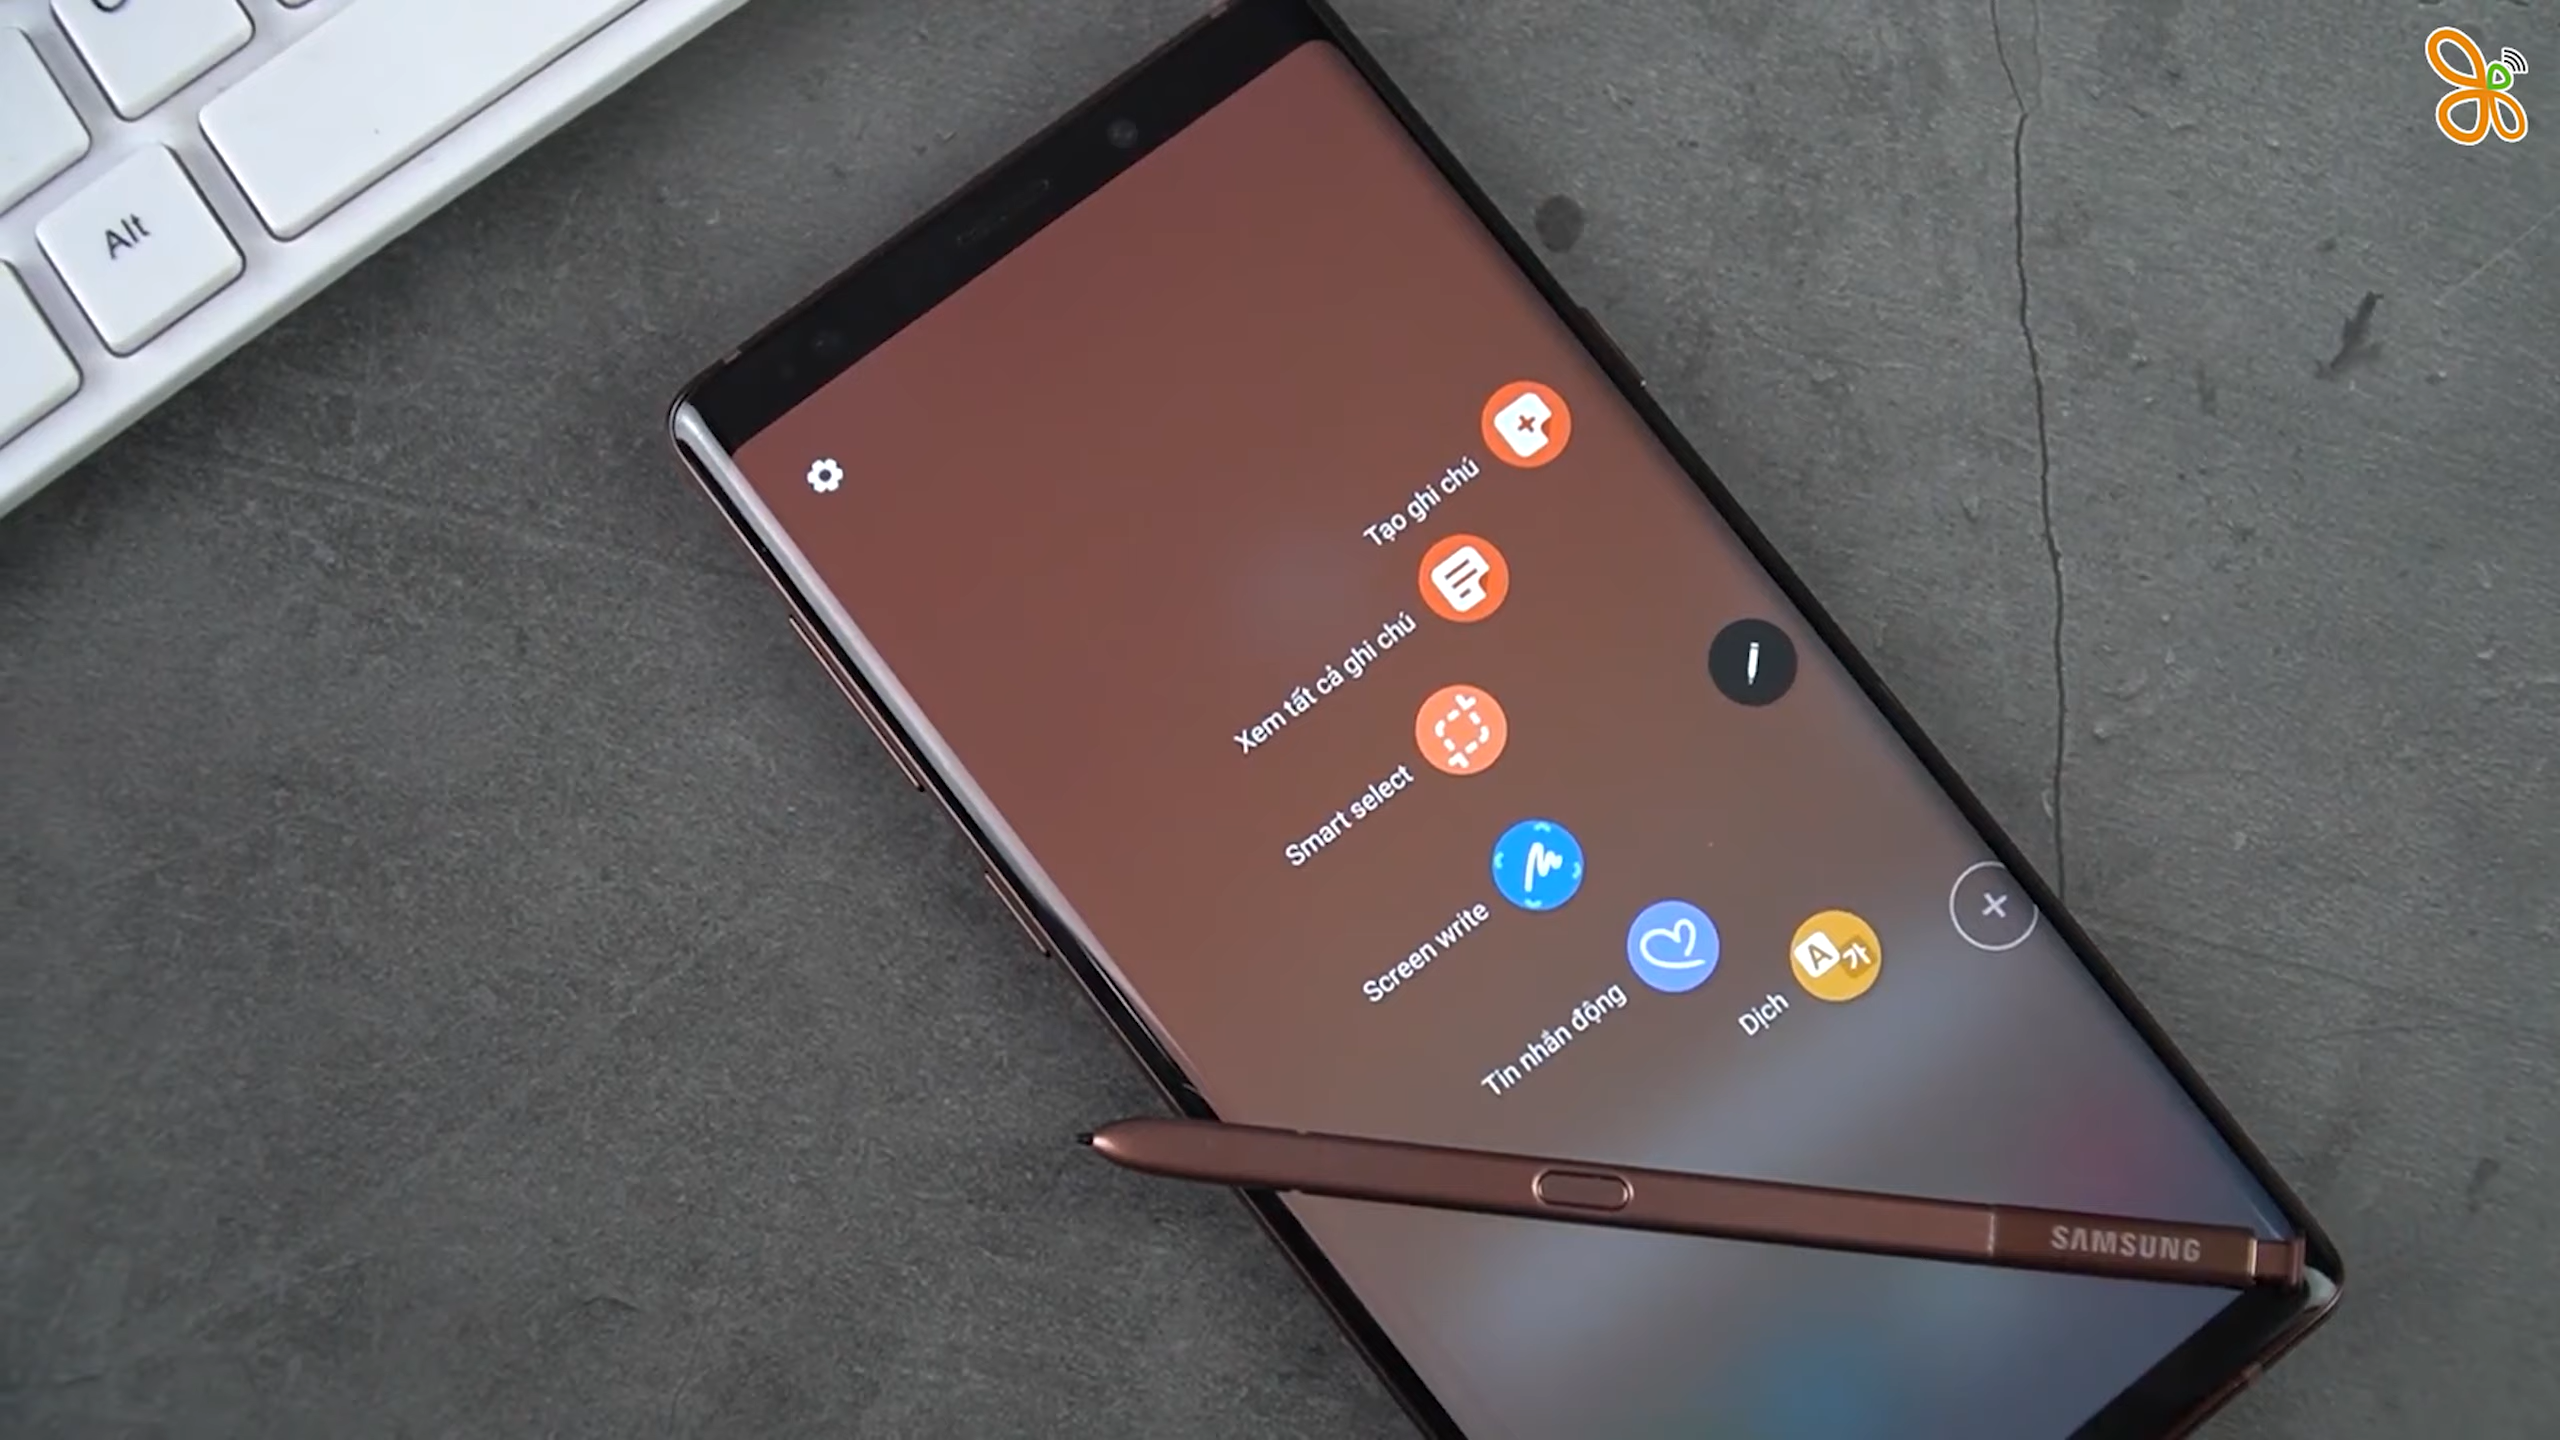 Alt
Tạo ghi chú
Xem tất cả ghi chú
Smart select
Screen write
Tin nhắn động
Dịch
A 가
SAMSUNG